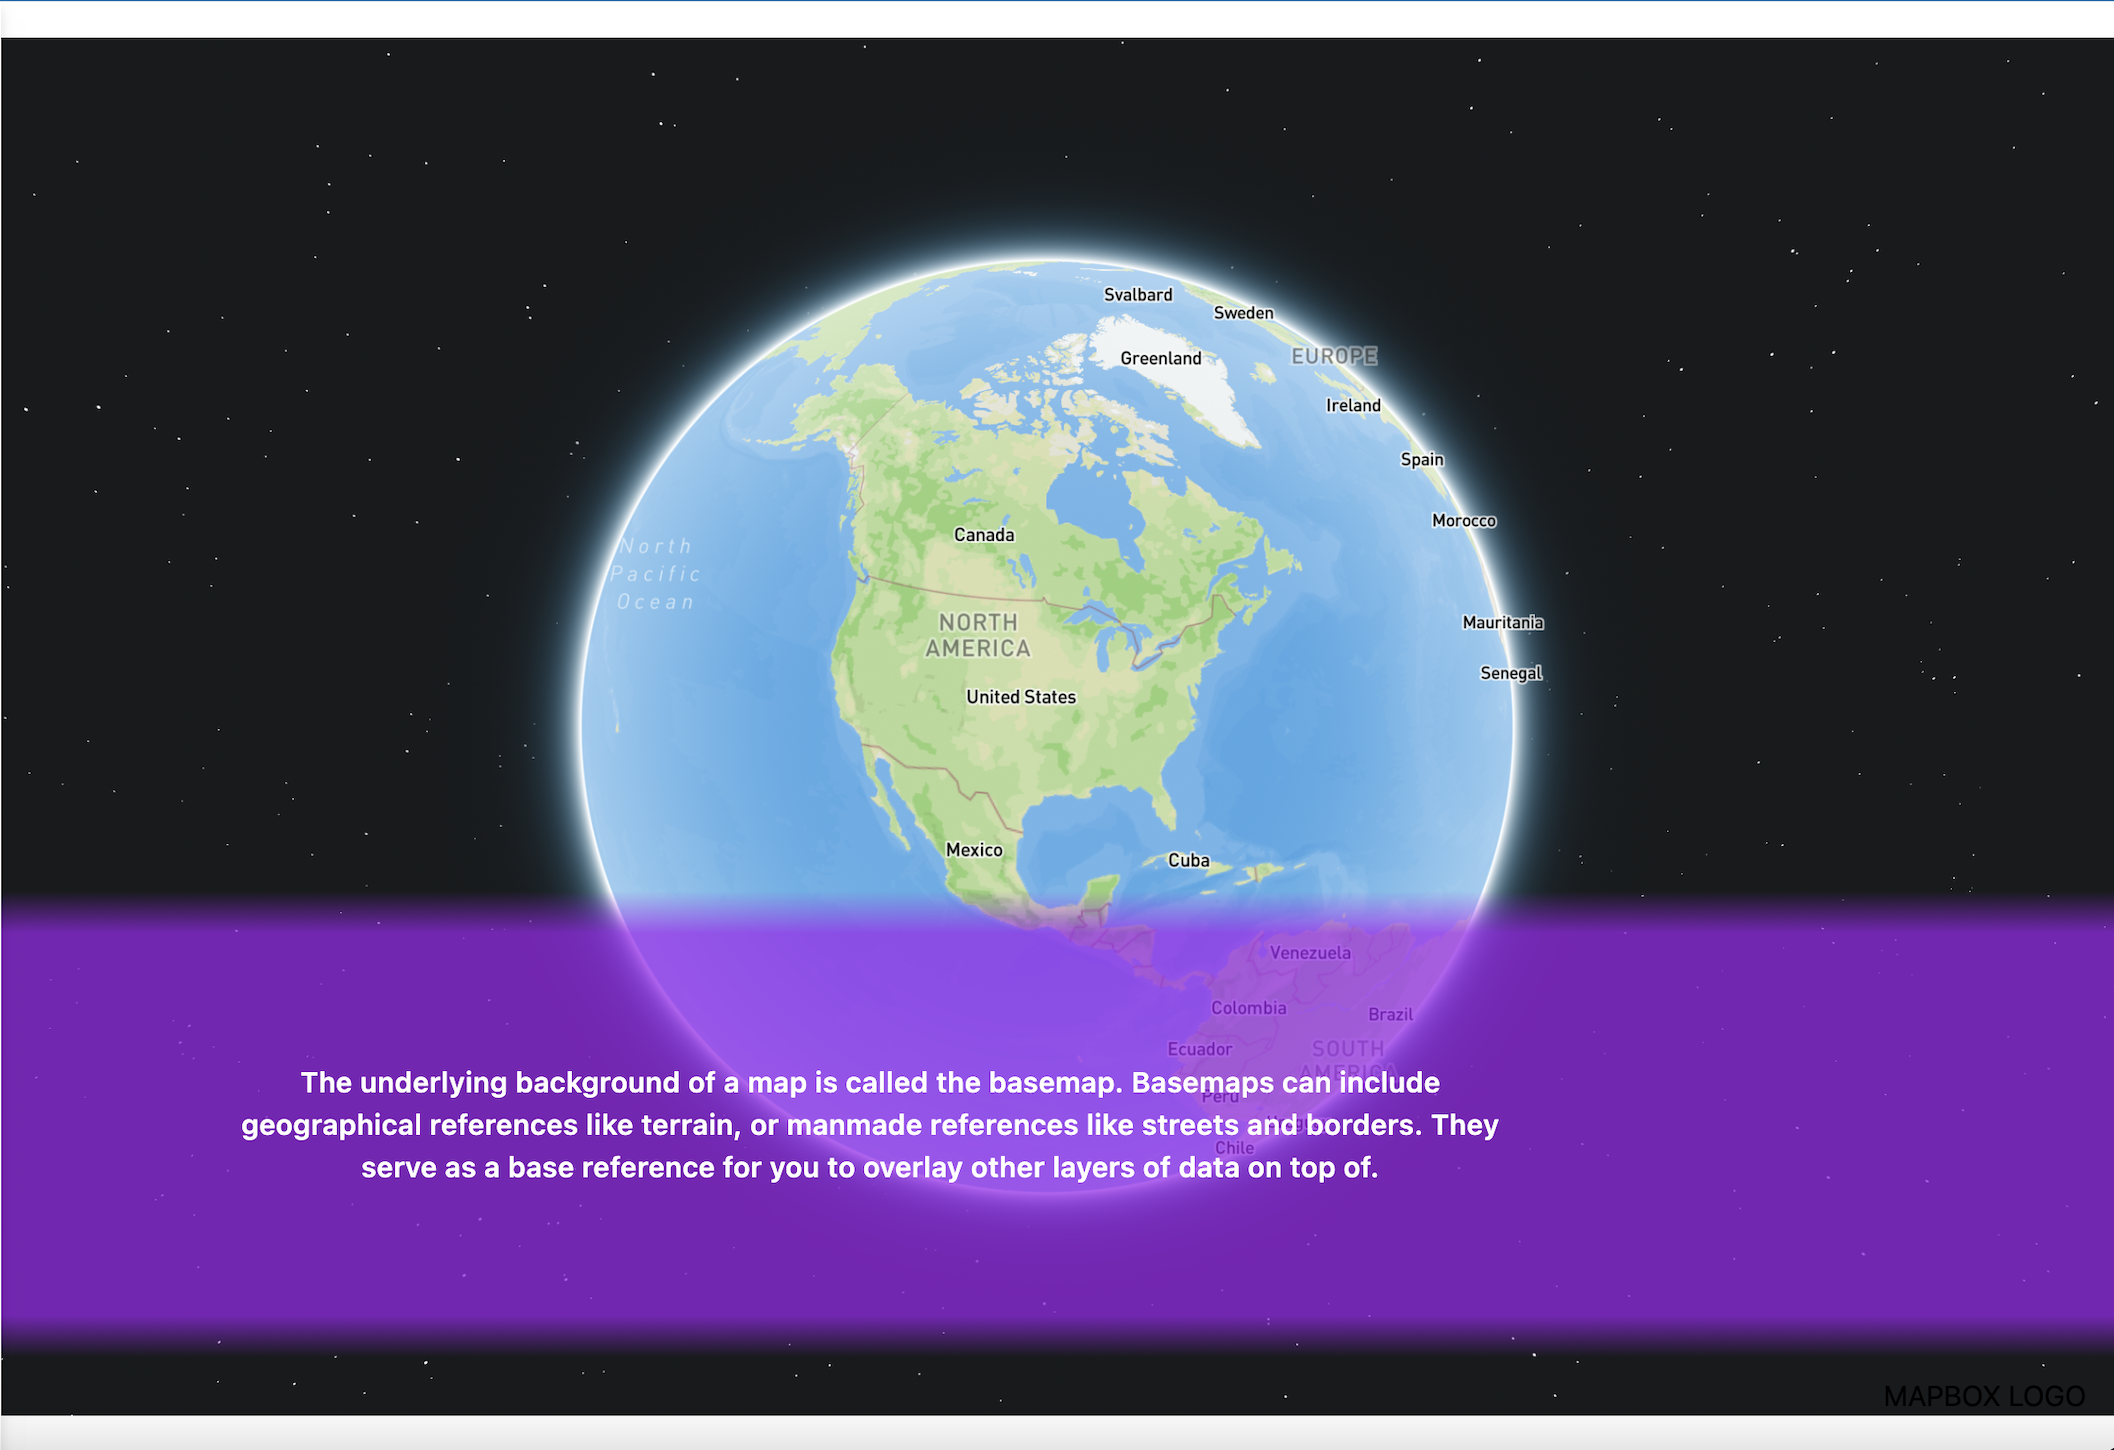 Svalbard
Sweden
Greenland
EUROPE
Ireland
Spain
Morocco
Canada
North
Pacific
Ocean
NORTH
AMERICA
Mauritania
Senegal
United States
Mexico
Cuba
Venezuela
Colombia
Brazil
Ecuador
SOUTH
AMERICA
The underlying background of a map is called the basemap. Basemaps can include
Peru
geographical references like terrain, or manmade references like streets and borders. They
Chile
serve as a base reference for you to overlay other layers of data on top of.
MAPBOX LOGO